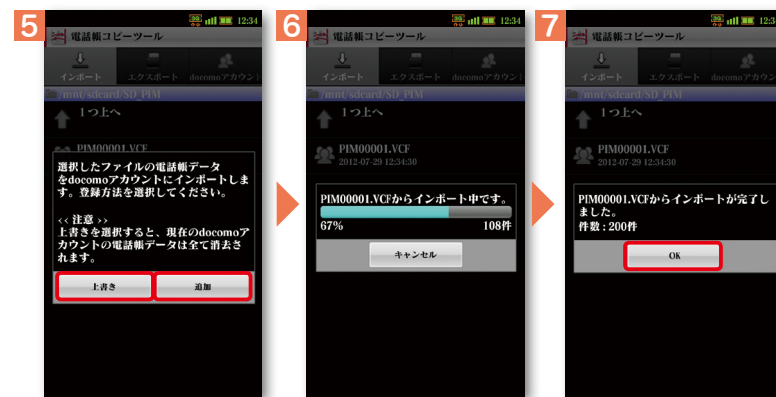 5
3G 12:34
電話帳コピーツール
インポート エクスポート docomoアカウント
/mnt/sdcard/SD_PIM
1つ上へ
PIM00001.VCF
選択したファイルの電話帳データ
をdocomoアカウントにインポートしま
す。登録方法を選択してください。
<< 注意 >>
上書きを選択すると、現在のdocomoア
カウントの電話帳データは全て消去さ
れます。
上書き 追加
6
3G 12:34
電話帳コピーツール
インポート エクスポート docomoアカウント
/mnt/sdcard/SD_PIM
1つ上へ
PIM00001.VCF
2012-07-29 12:34:30
PIM00001.VCFからインポート中です。
67% 108件
キャンセル
7
3G 12:34
電話帳コピーツール
インポート エクスポート docomoアカウント
/mnt/sdcard/SD_PIM
1つ上へ
PIM00001.VCF
2012-07-29 12:34:30
PIM00001.VCFからインポートが完了し
ました。
件数 : 200件
OK